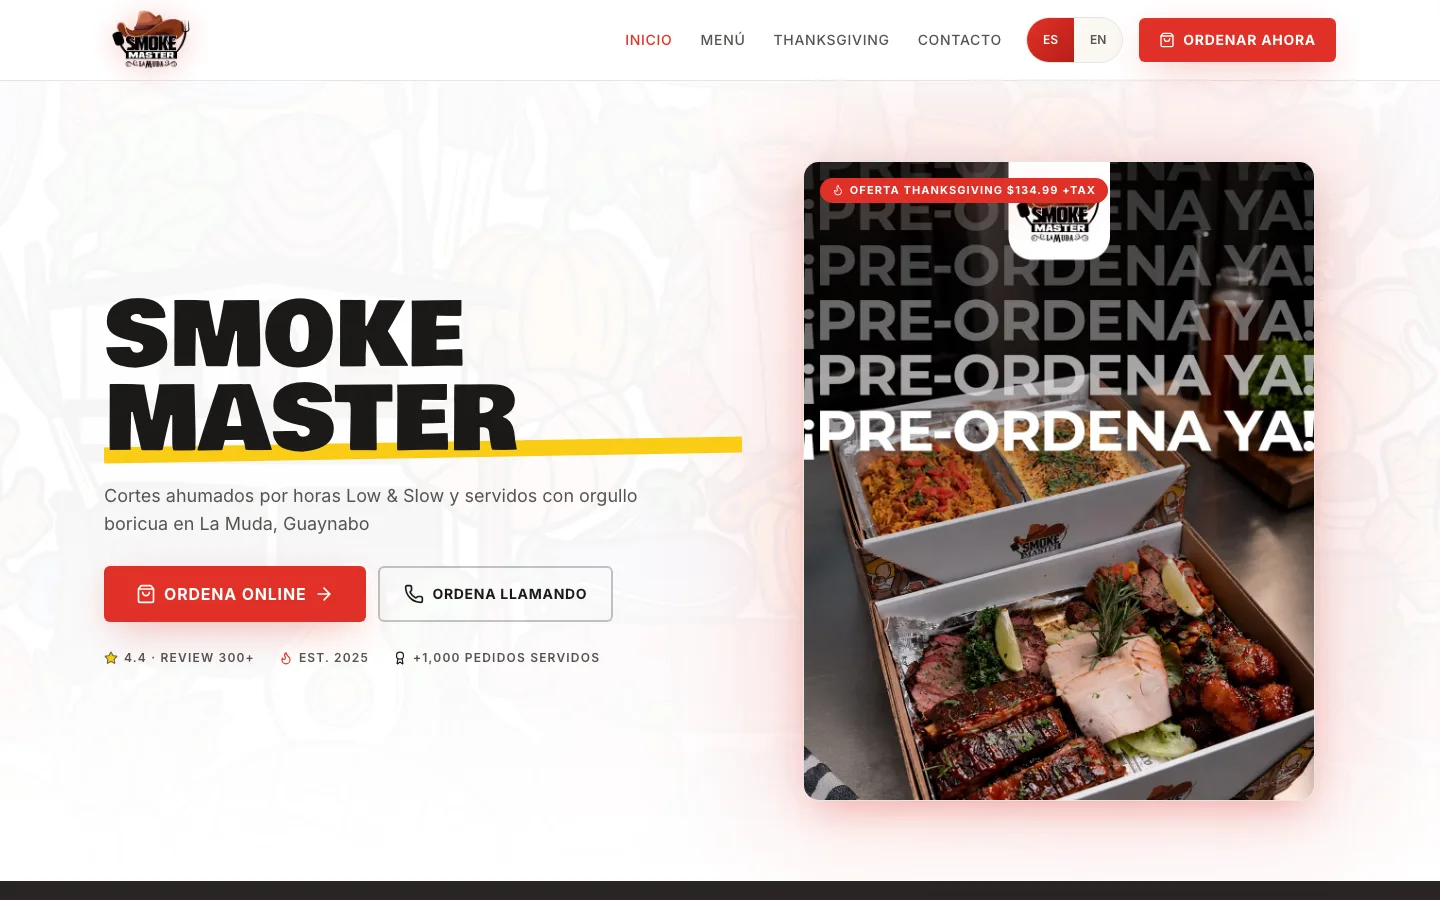 SMOKE
MASTER
LA MUDA
INICIO
MENÚ
THANKSGIVING
CONTACTO
ES
EN
ORDENAR AHORA
SMOKE
MASTER
Cortes ahumados por horas Low & Slow y servidos con orgullo
boricua en La Muda, Guaynabo
ORDENA ONLINE
ORDENA LLAMANDO
4.4 · REVIEW 300+
EST. 2025
+1,000 PEDIDOS SERVIDOS
OFERTA THANKSGIVING $134.99 +TAX
SMOKE
MASTER
LA MUDA
¡PRE-ORDENA YA!
¡PRE-ORDENA YA!
¡PRE-ORDENA YA!
¡PRE-ORDENA YA!
¡PRE-ORDENA YA!
SMOKE
MASTER